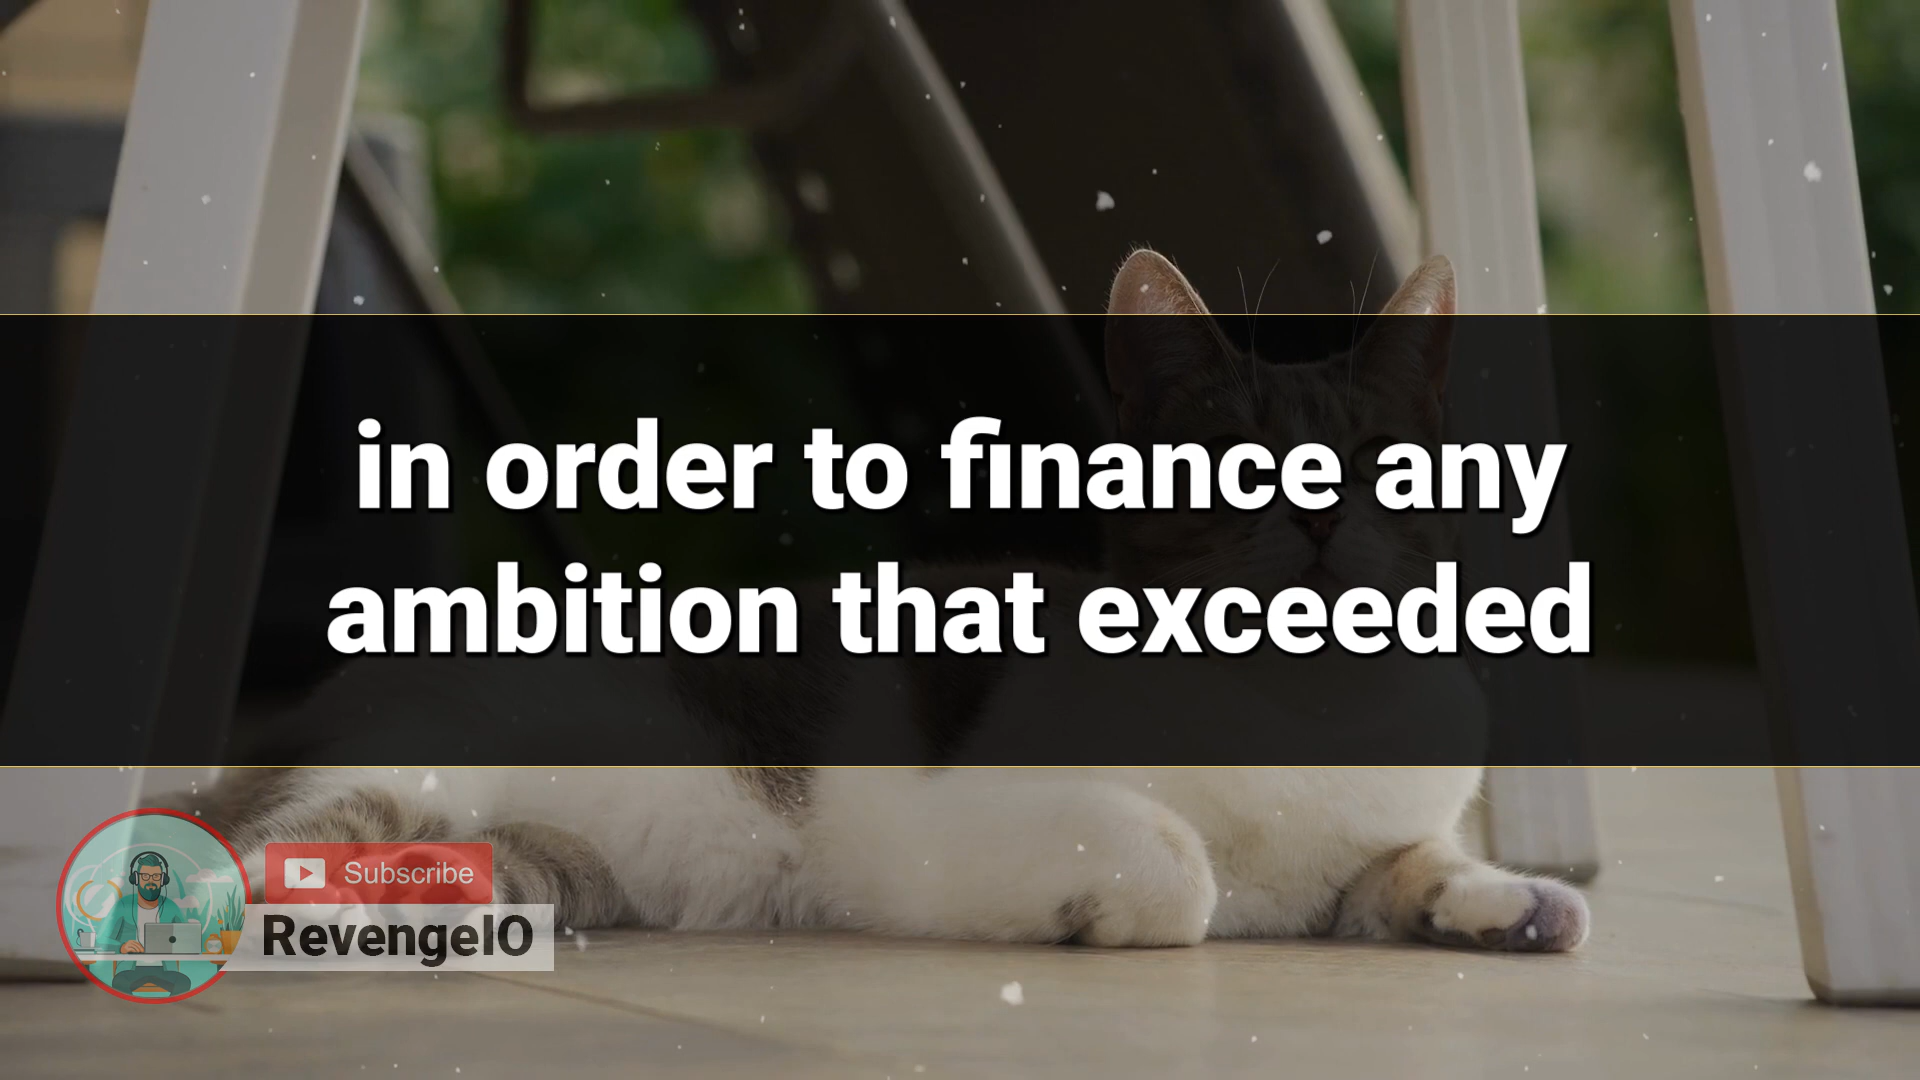 in order to finance any
ambition that exceeded
Subscribe
RevengeIO